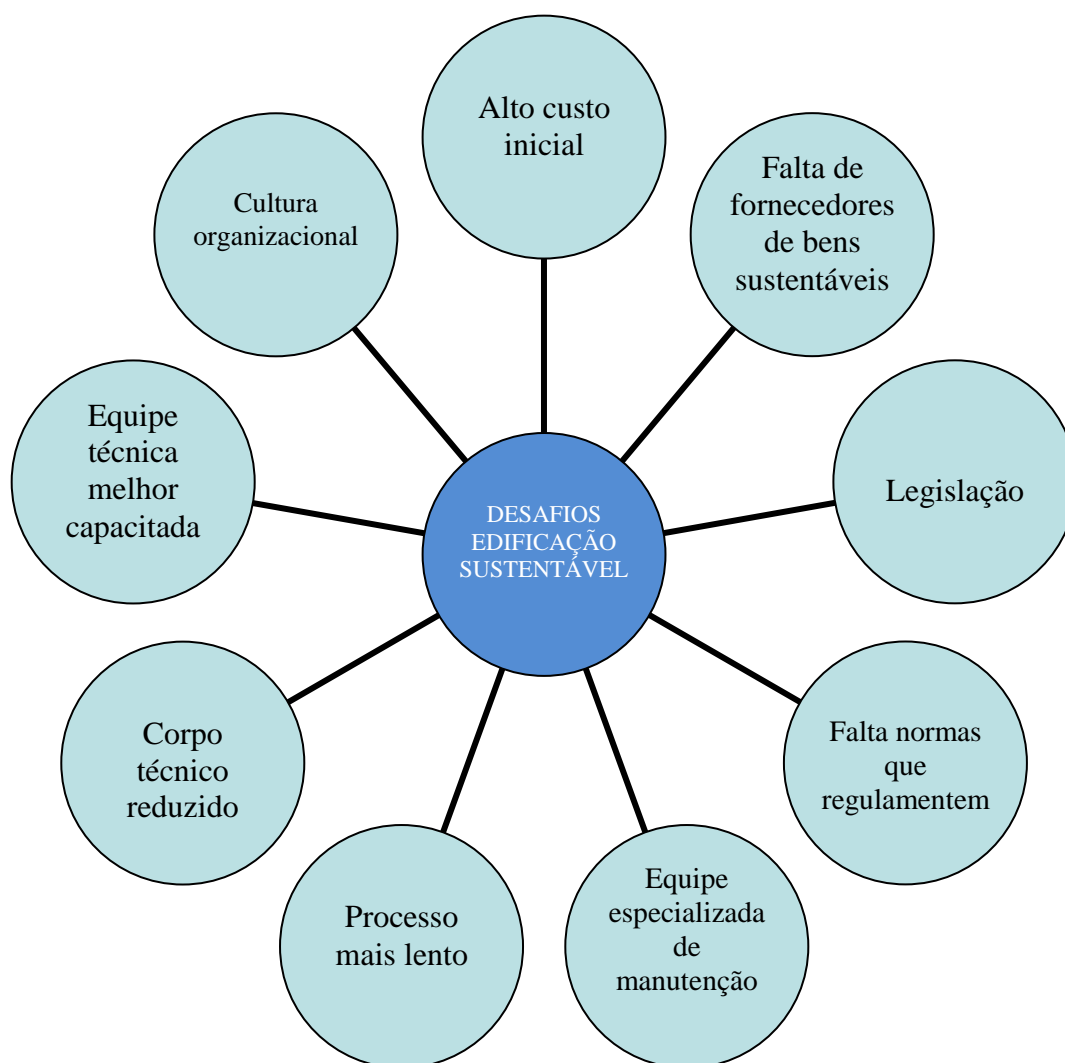 Alto custo
inicial
Falta de
fornecedores
de bens
sustentáveis
Legislação
Falta normas
que
regulamentem
Equipe
especializada
de
manutenção
Processo
mais lento
Corpo
técnico
reduzido
Equipe
técnica
melhor
capacitada
Cultura
organizacional
DESAFIOS
EDIFICAÇÃO
SUSTENTÁVEL